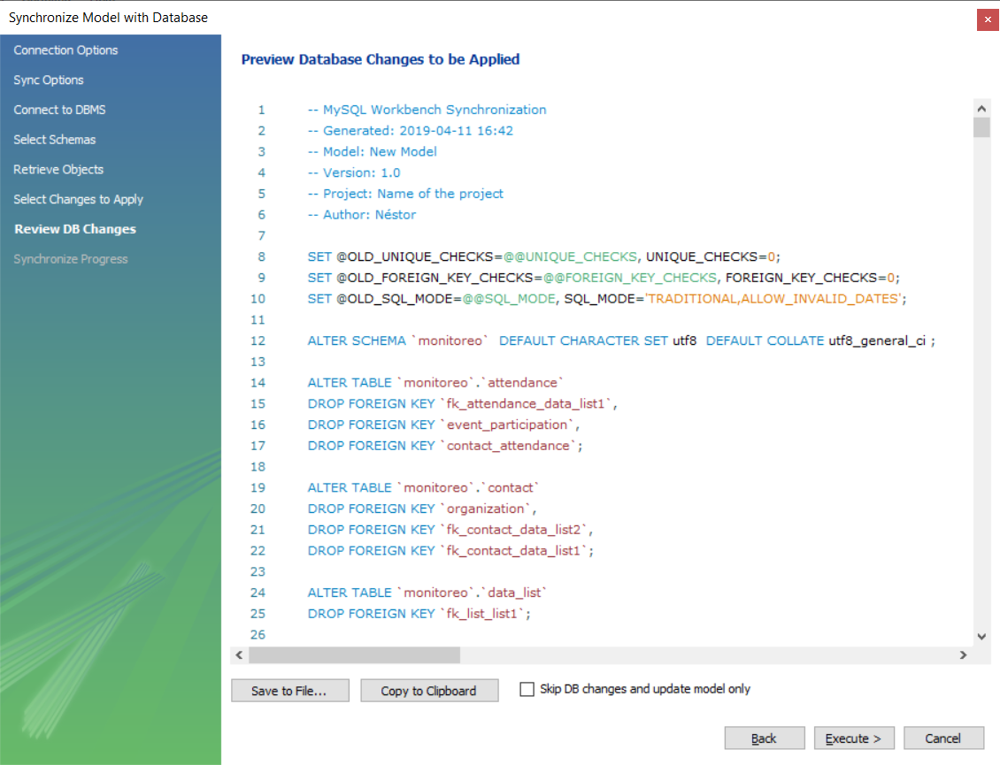 Synchronize Model with Database
Connection Options
Sync Options
Connect to DBMS
Select Schemas
Retrieve Objects
Select Changes to Apply
Review DB Changes
Synchronize Progress
Preview Database Changes to be Applied
1 -- MySQL Workbench Synchronization
2 -- Generated: 2019-04-11 16:42
3 -- Model: New Model
4 -- Version: 1.0
5 -- Project: Name of the project
6 -- Author: Néstor
7
8 SET @OLD_UNIQUE_CHECKS=@@UNIQUE_CHECKS, UNIQUE_CHECKS=0;
9 SET @OLD_FOREIGN_KEY_CHECKS=@@FOREIGN_KEY_CHECKS, FOREIGN_KEY_CHECKS=0;
10 SET @OLD_SQL_MODE=@@SQL_MODE, SQL_MODE='TRADITIONAL,ALLOW_INVALID_DATES';
11
12 ALTER SCHEMA `monitoreo`  DEFAULT CHARACTER SET utf8  DEFAULT COLLATE utf8_general_ci ;
13
14 ALTER TABLE `monitoreo`.`attendance`
15 DROP FOREIGN KEY `fk_attendance_data_list1`,
16 DROP FOREIGN KEY `event_participation`,
17 DROP FOREIGN KEY `contact_attendance`;
18
19 ALTER TABLE `monitoreo`.`contact`
20 DROP FOREIGN KEY `organization`,
21 DROP FOREIGN KEY `fk_contact_data_list2`,
22 DROP FOREIGN KEY `fk_contact_data_list1`;
23
24 ALTER TABLE `monitoreo`.`data_list`
25 DROP FOREIGN KEY `fk_list_list1`;
26
Save to File...
Copy to Clipboard
Skip DB changes and update model only
Back
Execute >
Cancel